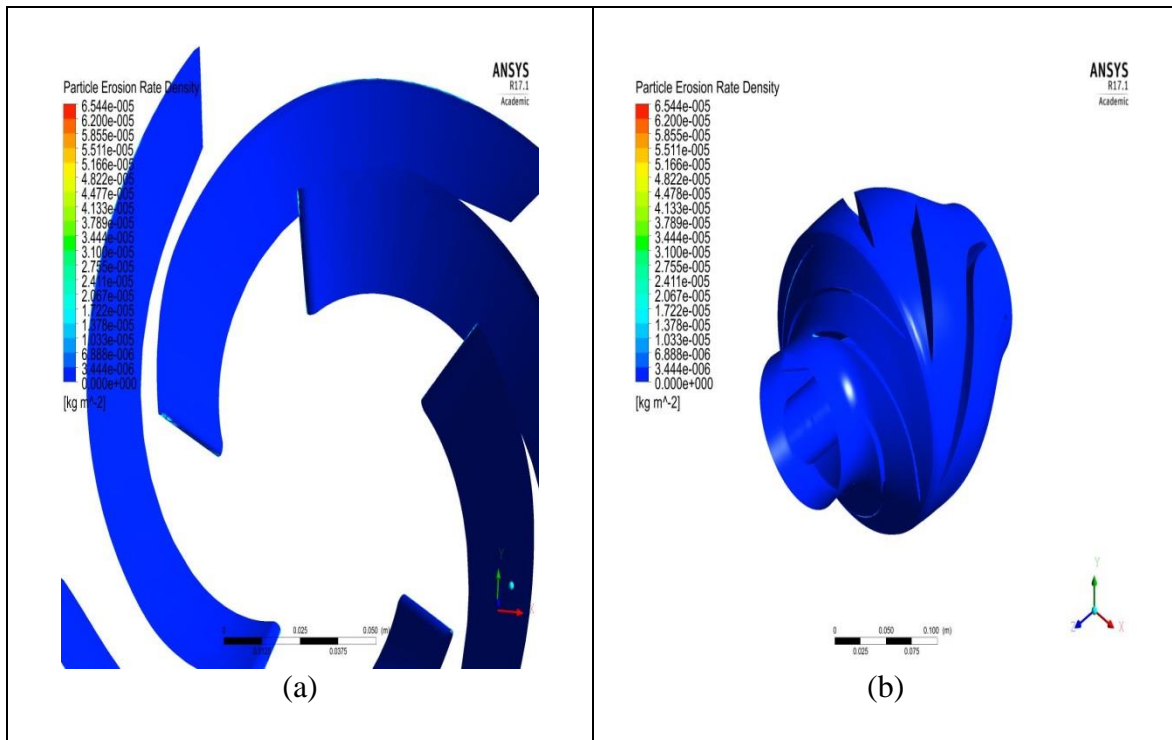 ANSYS
R17.1
Academic
Particle Erosion Rate Density
6.544e-005
6.200e-005
5.855e-005
5.511e-005
5.166e-005
4.822e-005
4.477e-005
4.133e-005
3.789e-005
3.444e-005
3.100e-005
2.755e-005
2.411e-005
2.067e-005
1.722e-005
1.378e-005
1.033e-005
6.888e-006
3.444e-006
0.000e+000
[kg m^-2]
Y
X
0 0.025 0.050 (m)
0.0125 0.0375
(a)
ANSYS
R17.1
Academic
Particle Erosion Rate Density
6.544e-005
6.200e-005
5.855e-005
5.511e-005
5.166e-005
4.822e-005
4.477e-005
4.133e-005
3.789e-005
3.444e-005
3.100e-005
2.755e-005
2.411e-005
2.067e-005
1.722e-005
1.378e-005
1.033e-005
6.888e-006
3.444e-006
0.000e+000
[kg m^-2]
Y
Z X
0 0.050 0.100 (m)
0.025 0.075
(b)